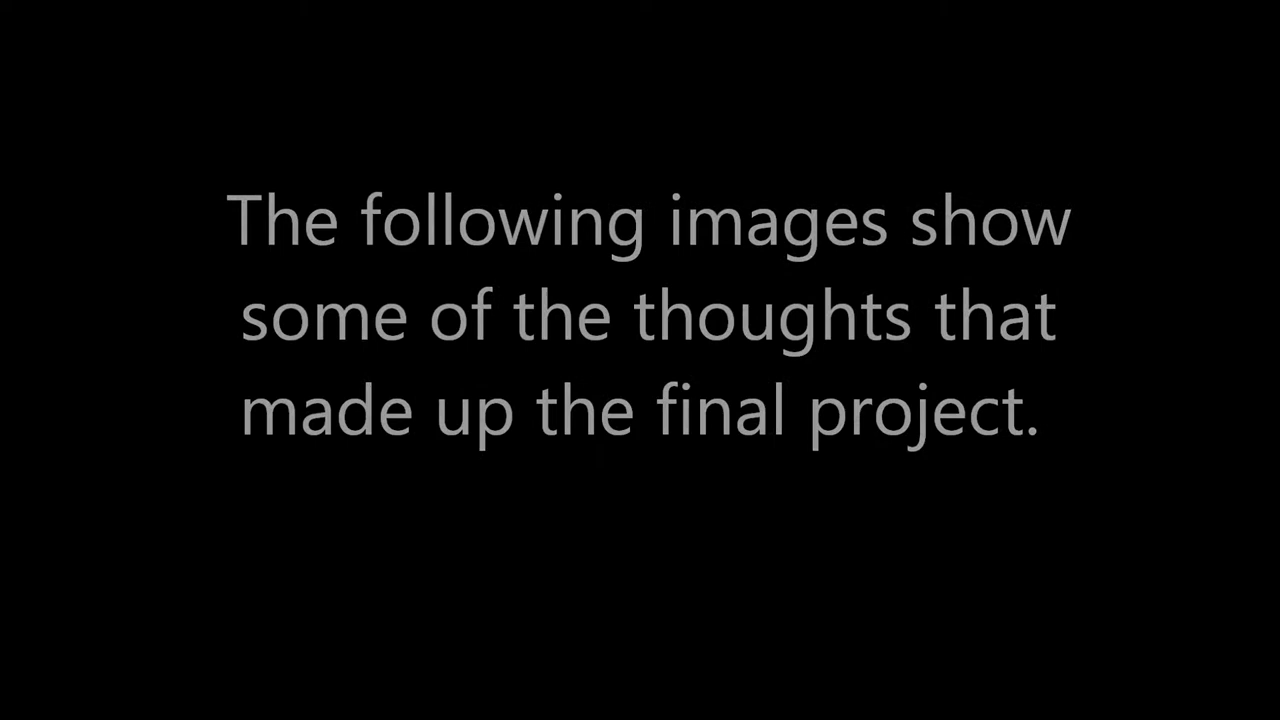 The following images show
some of the thoughts that
made up the final project.